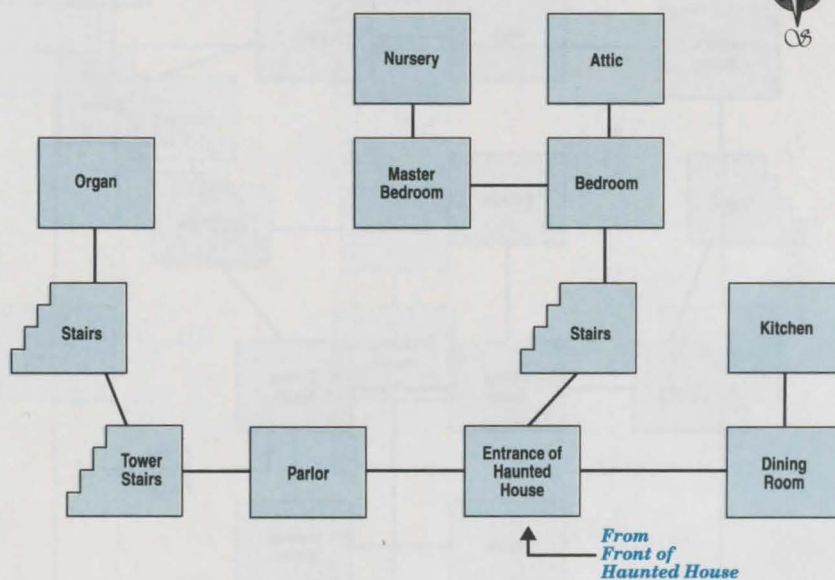 S
Nursery
Attic
Organ
Master
Bedroom
Bedroom
Stairs
Stairs
Kitchen
Tower
Stairs
Parlor
Entrance of
Haunted
House
Dining
Room
From
Front of
Haunted House